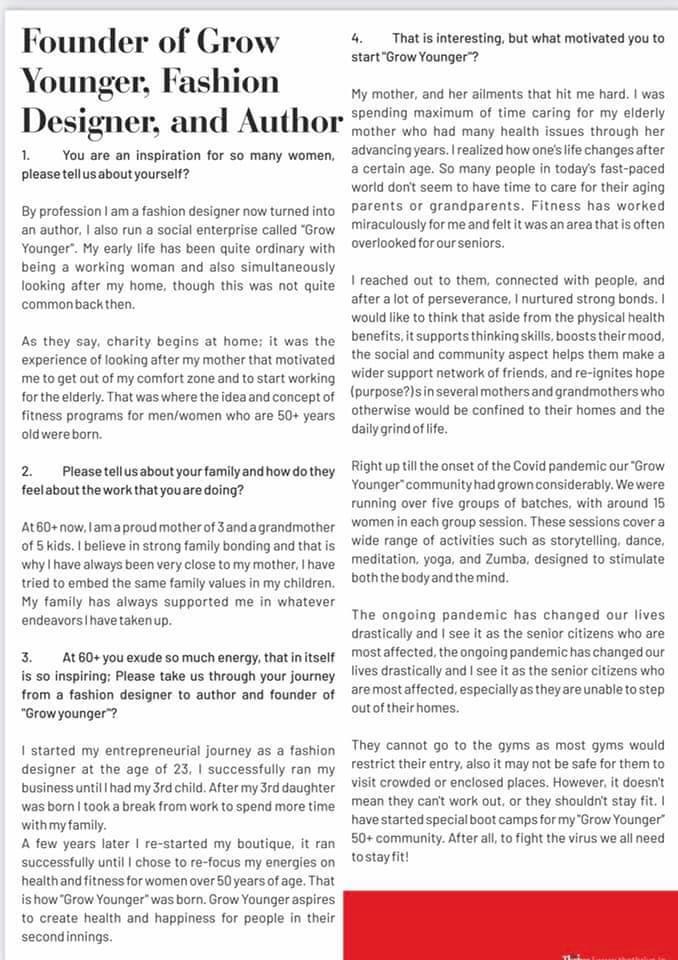 Founder of Grow
Younger, Fashion
Designer, and Author
1. You are an inspiration for so many women,
please tell us about yourself?
By profession I am a fashion designer now turned into
an author, I also run a social enterprise called "Grow
Younger". My early life has been quite ordinary with
being a working woman and also simultaneously
looking after my home, though this was not quite
common back then.
As they say, charity begins at home; it was the
experience of looking after my mother that motivated
me to get out of my comfort zone and to start working
for the elderly. That was where the idea and concept of
fitness programs for men/women who are 50+ years
old were born.
2. Please tell us about your family and how do they
feel about the work that you are doing?
At 60+ now, I am a proud mother of 3 and a grandmother
of 5 kids. I believe in strong family bonding and that is
why I have always been very close to my mother, I have
tried to embed the same family values in my children.
My family has always supported me in whatever
endeavors I have taken up.
3. At 60+ you exude so much energy, that in itself
is so inspiring; Please take us through your journey
from a fashion designer to author and founder of
"Grow younger"?
I started my entrepreneurial journey as a fashion
designer at the age of 23, I successfully ran my
business until I had my 3rd child. After my 3rd daughter
was born I took a break from work to spend more time
with my family.
A few years later I re-started my boutique, it ran
successfully until I chose to re-focus my energies on
health and fitness for women over 50 years of age. That
is how "Grow Younger" was born. Grow Younger aspires
to create health and happiness for people in their
second innings.
4. That is interesting, but what motivated you to
start "Grow Younger"?
My mother, and her ailments that hit me hard. I was
spending maximum of time caring for my elderly
mother who had many health issues through her
advancing years. I realized how one's life changes after
a certain age. So many people in today's fast-paced
world don't seem to have time to care for their aging
parents or grandparents. Fitness has worked
miraculously for me and felt it was an area that is often
overlooked for our seniors.
I reached out to them, connected with people, and
after a lot of perseverance, I nurtured strong bonds. I
would like to think that aside from the physical health
benefits, it supports thinking skills, boosts their mood,
the social and community aspect helps them make a
wider support network of friends, and re-ignites hope
(purpose?)s in several mothers and grandmothers who
otherwise would be confined to their homes and the
daily grind of life.
Right up till the onset of the Covid pandemic our "Grow
Younger" community had grown considerably. We were
running over five groups of batches, with around 15
women in each group session. These sessions cover a
wide range of activities such as storytelling, dance,
meditation, yoga, and Zumba, designed to stimulate
both the body and the mind.
The ongoing pandemic has changed our lives
drastically and I see it as the senior citizens who are
most affected, the ongoing pandemic has changed our
lives drastically and I see it as the senior citizens who
are most affected, especially as they are unable to step
out of their homes.
They cannot go to the gyms as most gyms would
restrict their entry, also it may not be safe for them to
visit crowded or enclosed places. However, it doesn't
mean they can't work out, or they shouldn't stay fit. I
have started special boot camps for my "Grow Younger"
50+ community. After all, to fight the virus we all need
to stay fit!